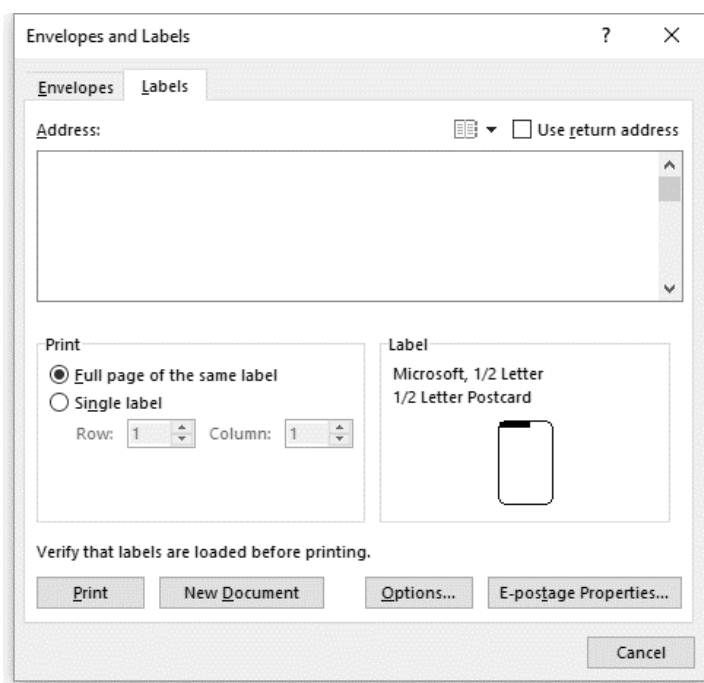 Envelopes and Labels ?
Envelopes Labels
Address: Use return address
Print
Full page of the same label
Single label
Row: 1 Column: 1
Label
Microsoft, 1/2 Letter
1/2 Letter Postcard
Verify that labels are loaded before printing.
Print New Document Options... E-postage Properties...
Cancel